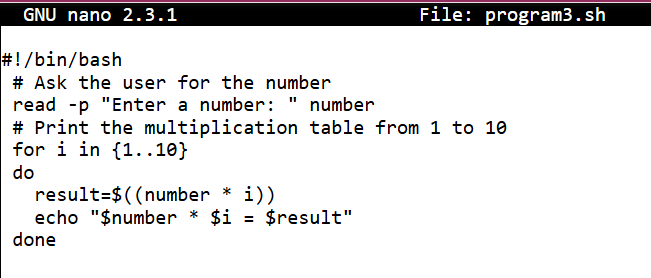 GNU nano 2.3.1 File: program3.sh
#!/bin/bash
# Ask the user for the number
read -p "Enter a number: " number
# Print the multiplication table from 1 to 10
for i in {1..10}
do
result=$((number * i))
echo "$number * $i = $result"
done